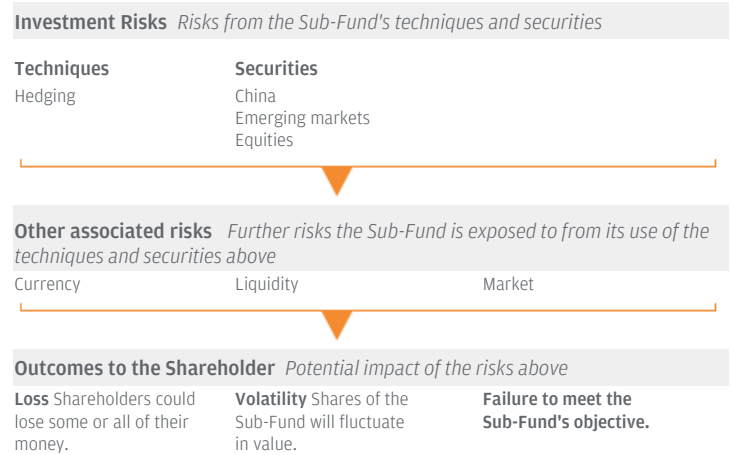 Investment Risks Risks from the Sub-Fund's techniques and securities
Techniques Securities
Hedging China
Emerging markets
Equities
Other associated risks Further risks the Sub-Fund is exposed to from its use of the
techniques and securities above
Currency Liquidity Market
Outcomes to the Shareholder Potential impact of the risks above
Loss Shareholders could
lose some or all of their
money.
Volatility Shares of the
Sub-Fund will fluctuate
in value.
Failure to meet the
Sub-Fund's objective.